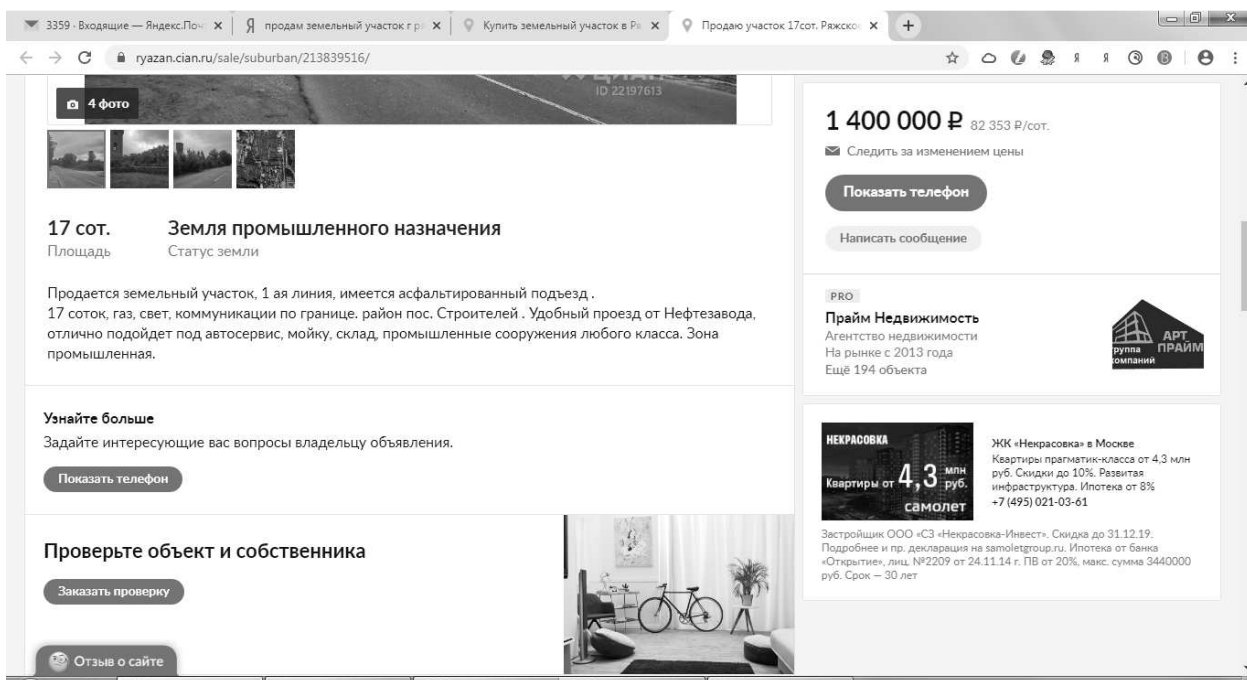 3359 · Входящие — Яндекс.Поч
продам земельный участок г р
Купить земельный участок в Ря
Продаю участок 17сот. Ряжско
ryazan.cian.ru/sale/suburban/213839516/
ЦИАН
ID 22197613
4 фото
17 сот.
Площадь
Земля промышленного назначения
Статус земли
Продается земельный участок, 1 ая линия, имеется асфальтированный подъезд .
17 соток, газ, свет, коммуникации по границе. район пос. Строителей . Удобный проезд от Нефтезавода,
отлично подойдет под автосервис, мойку, склад, промышленные сооружения любого класса. Зона
промышленная.
Узнайте больше
Задайте интересующие вас вопросы владельцу объявления.
Показать телефон
Проверьте объект и собственника
Заказать проверку
Отзыв о сайте
1 400 000 ₽ 82 353 ₽/сот.
Следить за изменением цены
Показать телефон
Написать сообщение
PRO
Прайм Недвижимость
Агентство недвижимости
На рынке с 2013 года
Ещё 194 объекта
АРТ
ПРАЙМ
группа
компаний
НЕКРАСОВКА
Квартиры от 4,3 млн руб.
самолет
ЖК «Некрасовка» в Москве
Квартиры прагматик-класса от 4,3 млн
руб. Скидки до 10%. Развитая
инфраструктура. Ипотека от 8%
+7 (495) 021-03-61
Застройщик ООО «СЗ «Некрасовка-Инвест». Скидка до 31.12.19.
Подробнее и пр. декларация на samoletgroup.ru. Ипотека от банка
«Открытие», лиц. №2209 от 24.11.14 г. ПВ от 20%, макс. сумма 3440000
руб. Срок — 30 лет